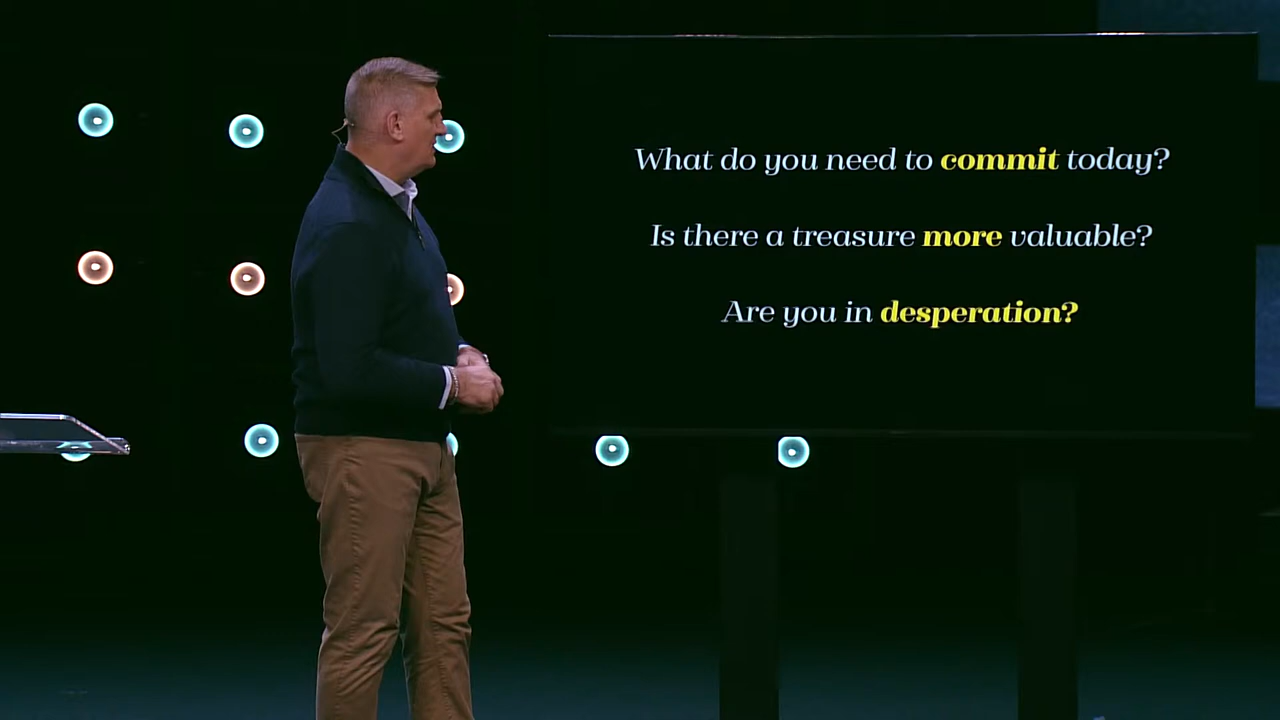 What do you need to commit today?
Is there a treasure more valuable?
Are you in desperation?